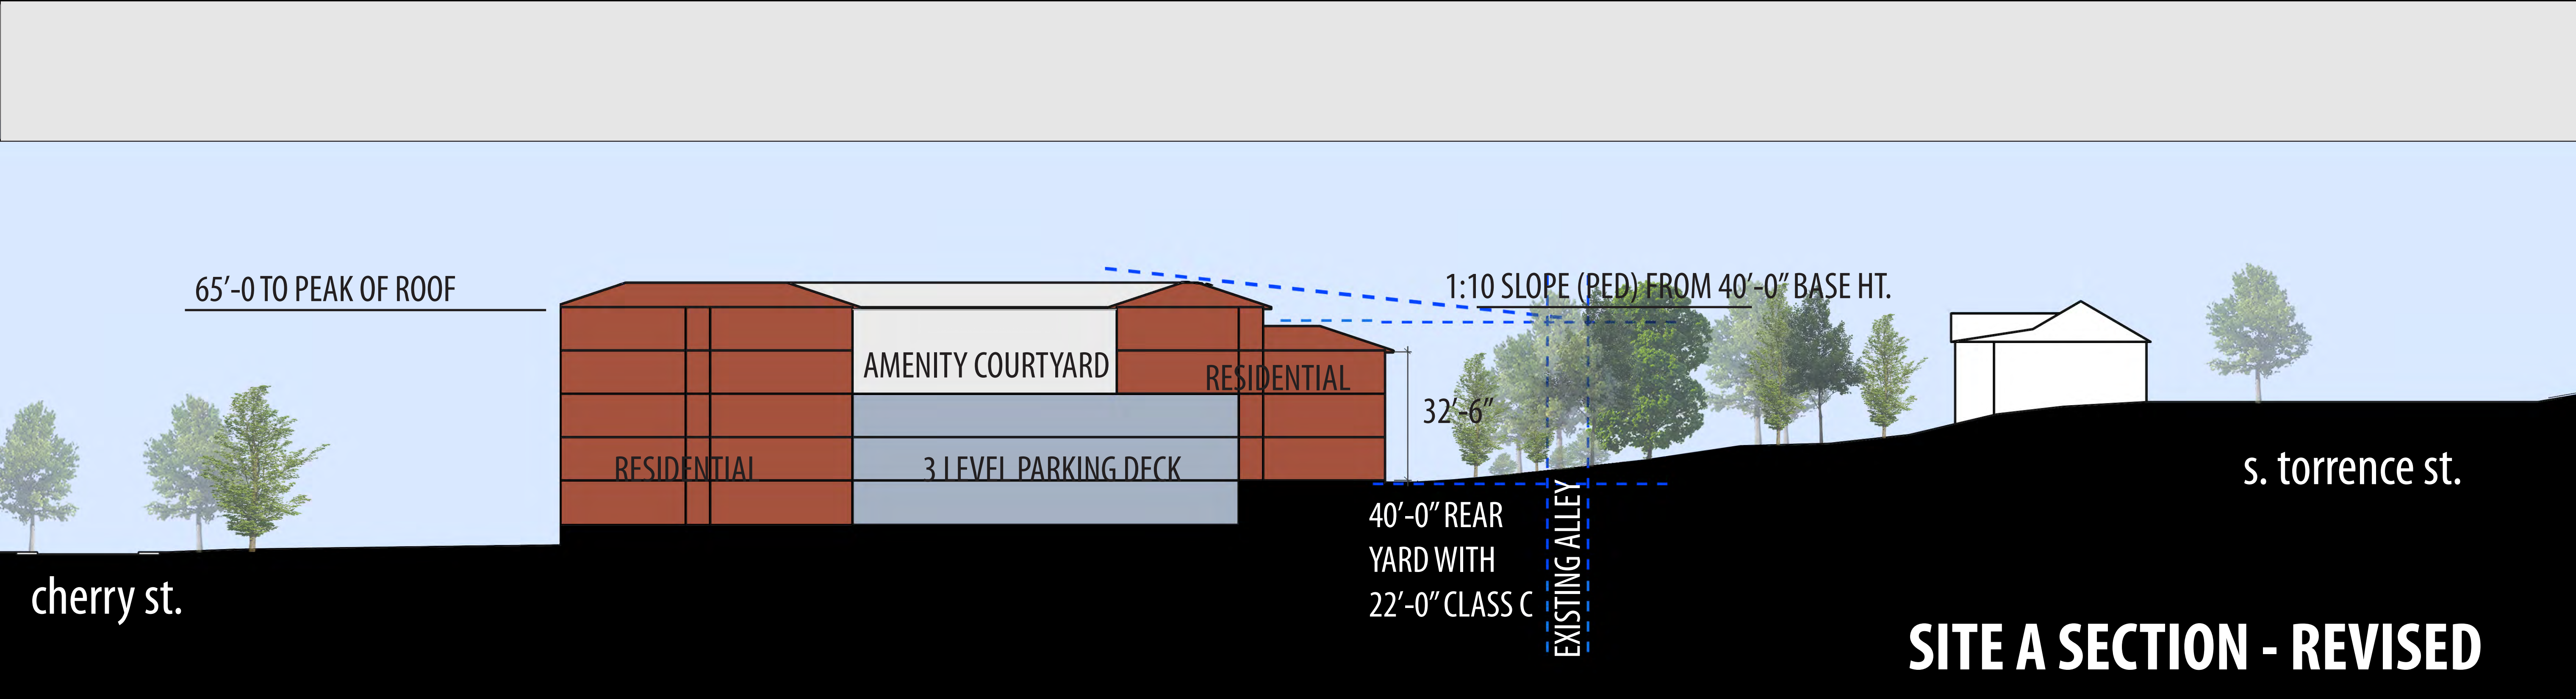 65’-0 TO PEAK OF ROOF
1:10 SLOPE (PED) FROM 40’-0” BASE HT.
AMENITY COURTYARD
RESIDENTIAL
32’-6”
RESIDENTIAL
3 LEVEL PARKING DECK
s. torrence st.
40’-0” REAR
YARD WITH
22’-0” CLASS C
EXISTING ALLEY
cherry st.
SITE A SECTION - REVISED